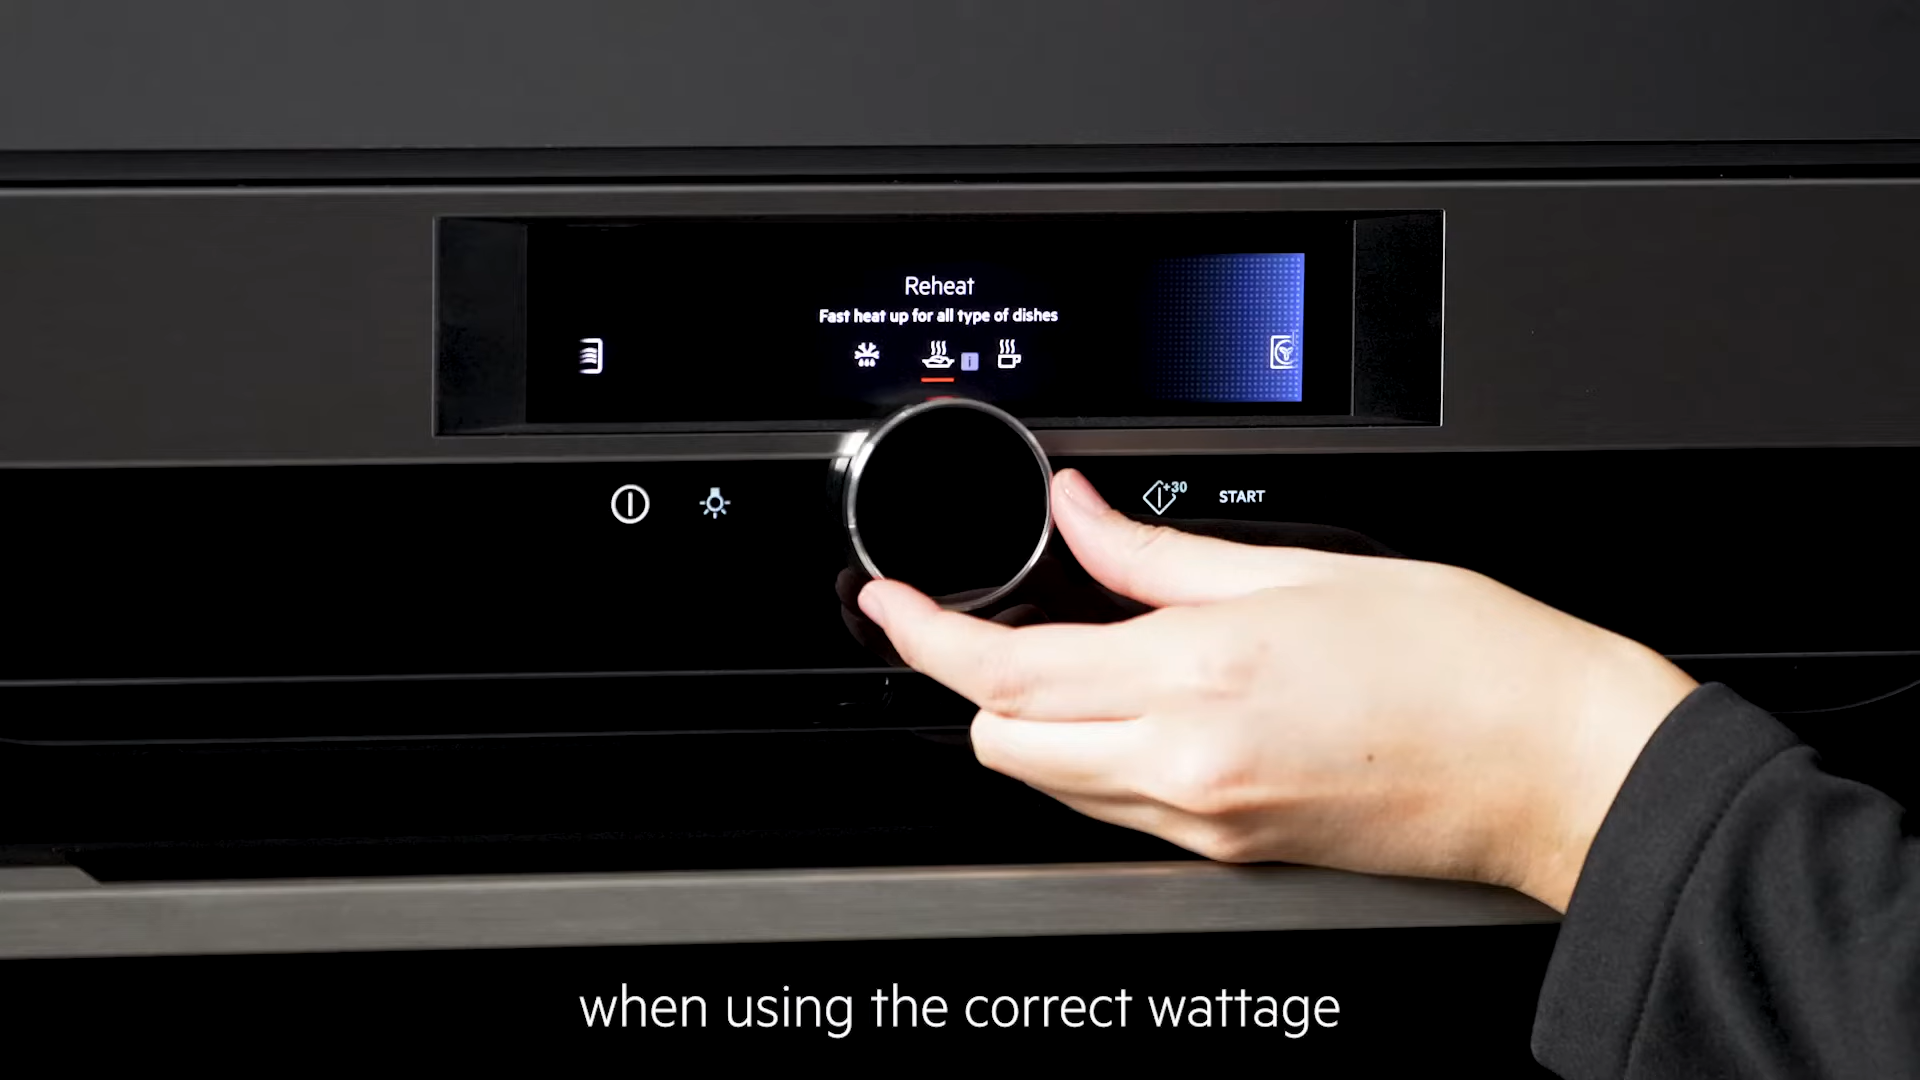 Reheat
Fast heat up for all type of dishes
i
+30
START
when using the correct wattage